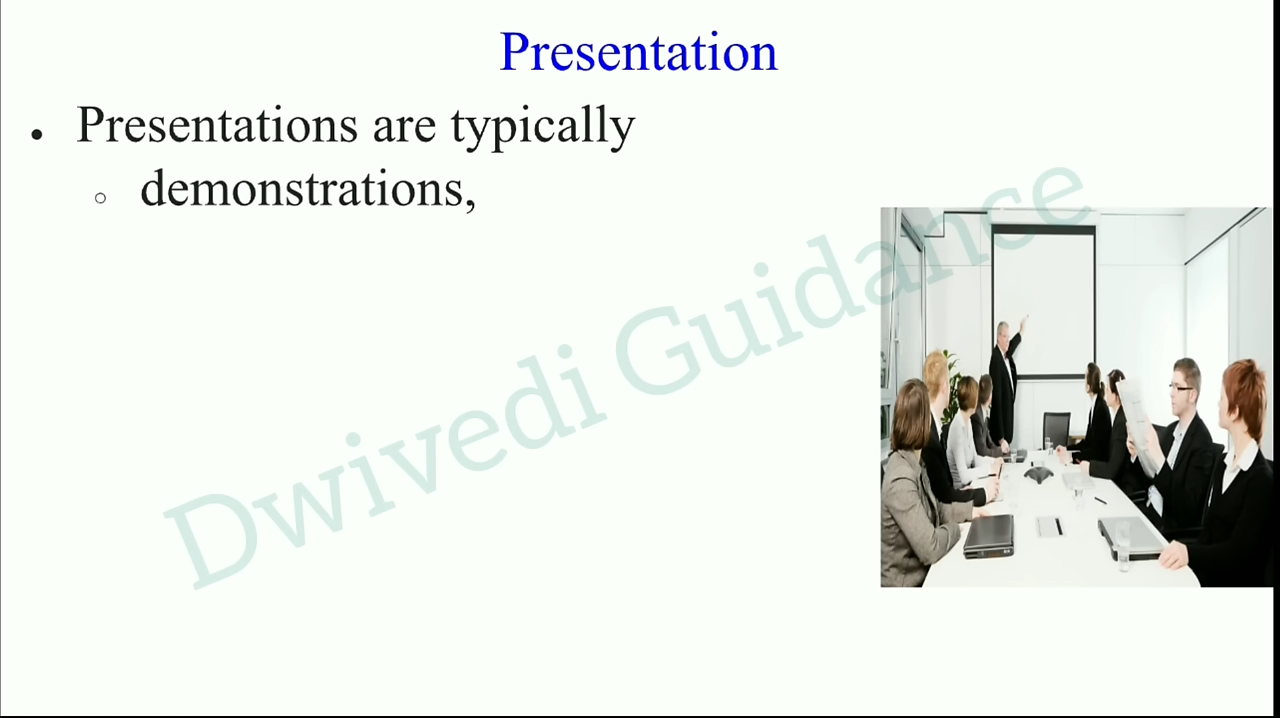 Presentation
• Presentations are typically
○ demonstrations,
Dwivedi Guidance